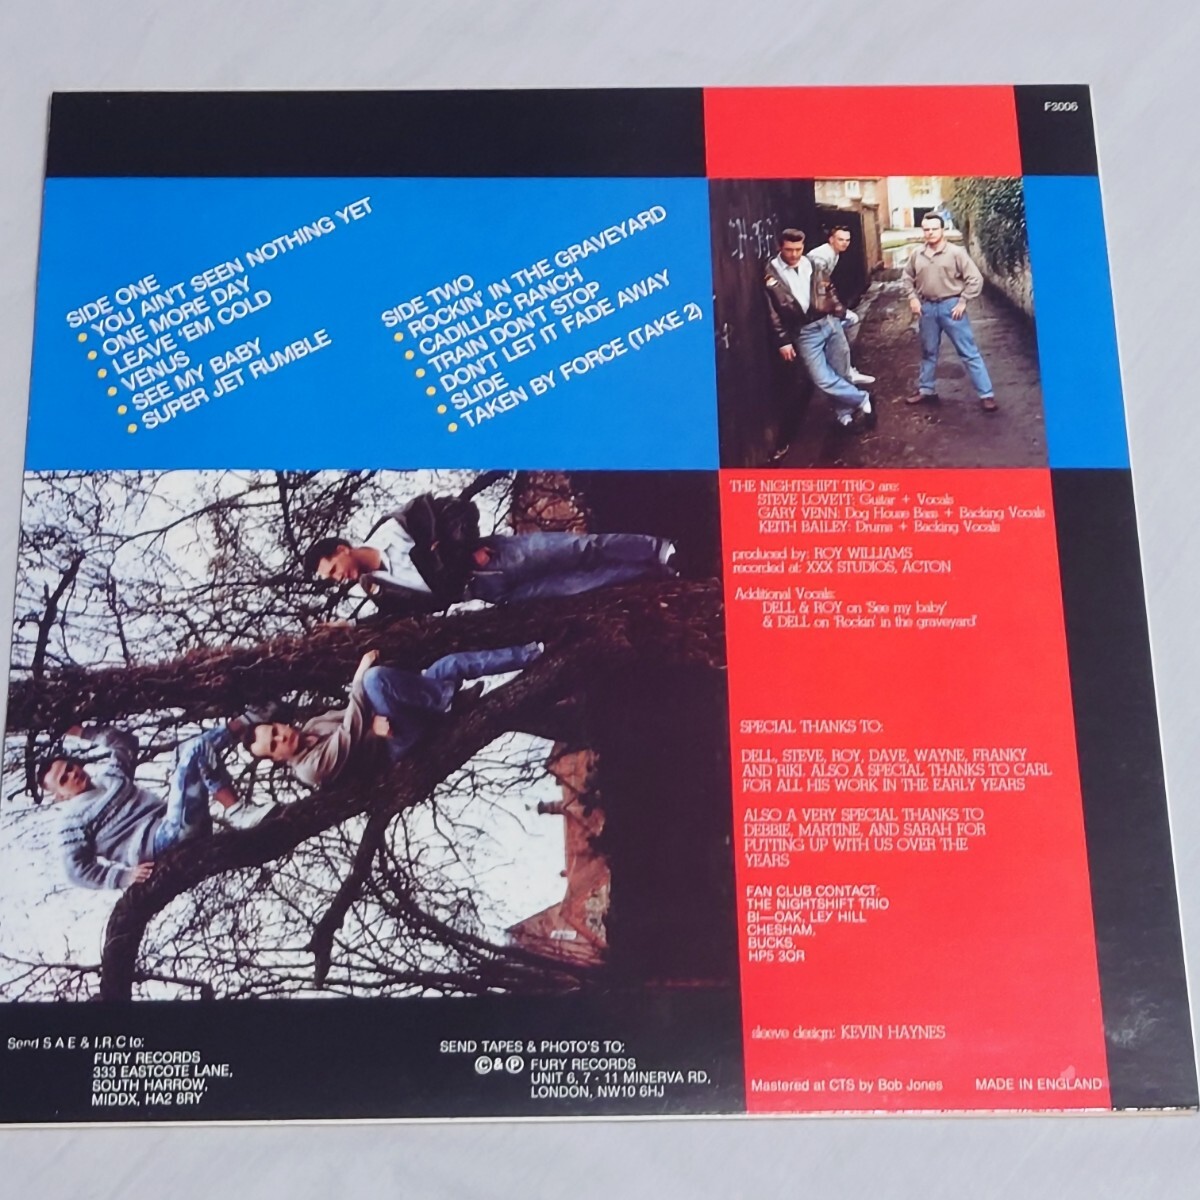 F3006
SIDE ONE
YOU AIN'T SEEN NOTHING YET
ONE MORE DAY
LEAVE 'EM COLD
VENUS
SEE MY BABY
SUPER JET RUMBLE
SIDE TWO
ROCKIN' IN THE GRAVEYARD
CADILLAC RANCH
TRAIN DON'T STOP
DON'T LET IT FADE AWAY
SLIDE
TAKEN BY FORCE (TAKE 2)
THE NIGHTSHIFT TRIO are:
STEVE LOVETT: Guitar + Vocals
GARY VENN: Dog House Bass + Backing Vocals
KEITH BAILEY: Drums + Backing Vocals
produced by: ROY WILLIAMS
recorded at: XXX STUDIOS, ACTON
Additional Vocals:
DELL & ROY on 'See my baby'
& DELL on 'Rockin' in the graveyard'
SPECIAL THANKS TO:
DELL, STEVE, ROY, DAVE, WAYNE, FRANKY
AND RIKI. ALSO A SPECIAL THANKS TO CARL
FOR ALL HIS WORK IN THE EARLY YEARS
ALSO A VERY SPECIAL THANKS TO
DEBBIE, MARTINE, AND SARAH FOR
PUTTING UP WITH US OVER THE
YEARS
FAN CLUB CONTACT:
THE NIGHTSHIFT TRIO
BI—OAK, LEY HILL
CHESHAM,
BUCKS,
HP5 3QR
sleeve design: KEVIN HAYNES
Mastered at CTS by Bob Jones
MADE IN ENGLAND
Send S A E & I.R.C to:
FURY RECORDS
333 EASTCOTE LANE,
SOUTH HARROW,
MIDDX, HA2 8RY
SEND TAPES & PHOTO'S TO:
©&℗ FURY RECORDS
UNIT 6, 7 - 11 MINERVA RD,
LONDON, NW10 6HJ